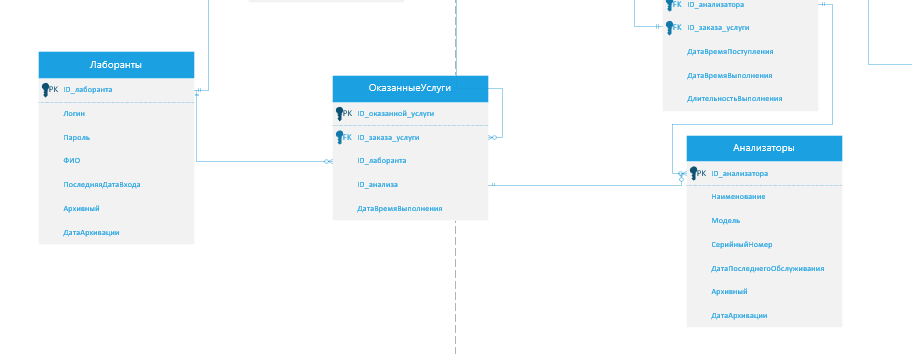 Лаборанты
PK ID_лаборанта
Логин
Пароль
ФИО
ПоследняяДатаВхода
Архивный
ДатаАрхивации
ОказанныеУслуги
PK ID_оказанной_услуги
FK ID_заказа_услуги
ID_лаборанта
ID_анализа
ДатаВремяВыполнения
FK ID_анализатора
FK ID_заказа_услуги
ДатаВремяПоступления
ДатаВремяВыполнения
ДлительностьВыполнения
Анализаторы
PK ID_анализатора
Наименование
Модель
СерийныйНомер
ДатаПоследнегоОбслуживания
Архивный
ДатаАрхивации